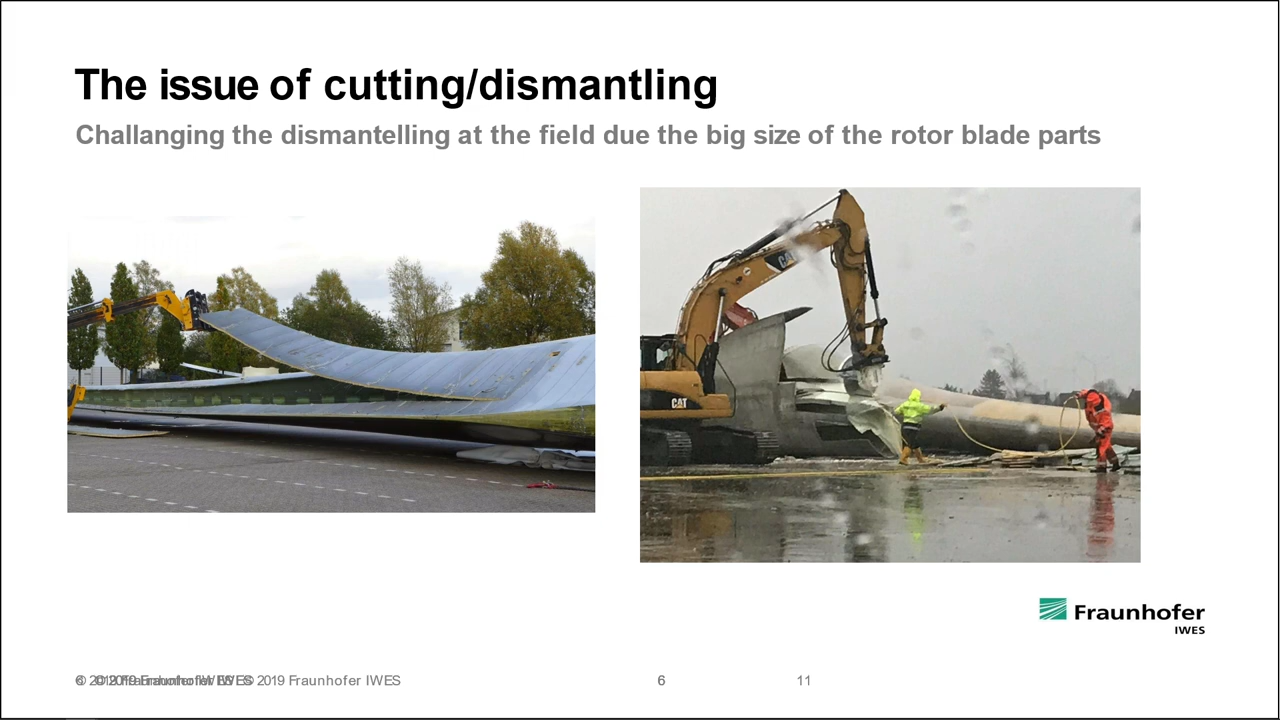 The issue of cutting/dismantling
Challanging the dismantelling at the field due the big size of the rotor blade parts
CAT
CAT
Fraunhofer
IWES
© 2019 Fraunhofer IWES
6
11